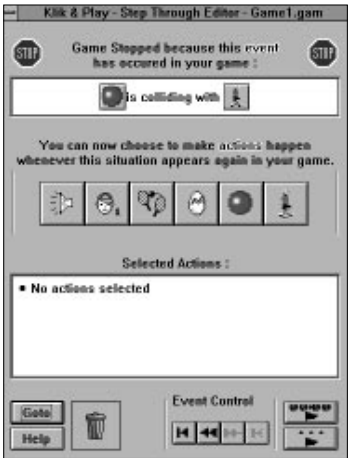 Klik & Play - Step Through Editor - Game1.gam
STOP
Game Stopped because this event
has occured in your game :
STOP
is colliding with
You can now choose to make actions happen
whenever this situation appears again in your game.
Selected Actions :
• No actions selected
Event Control
Goto
Help